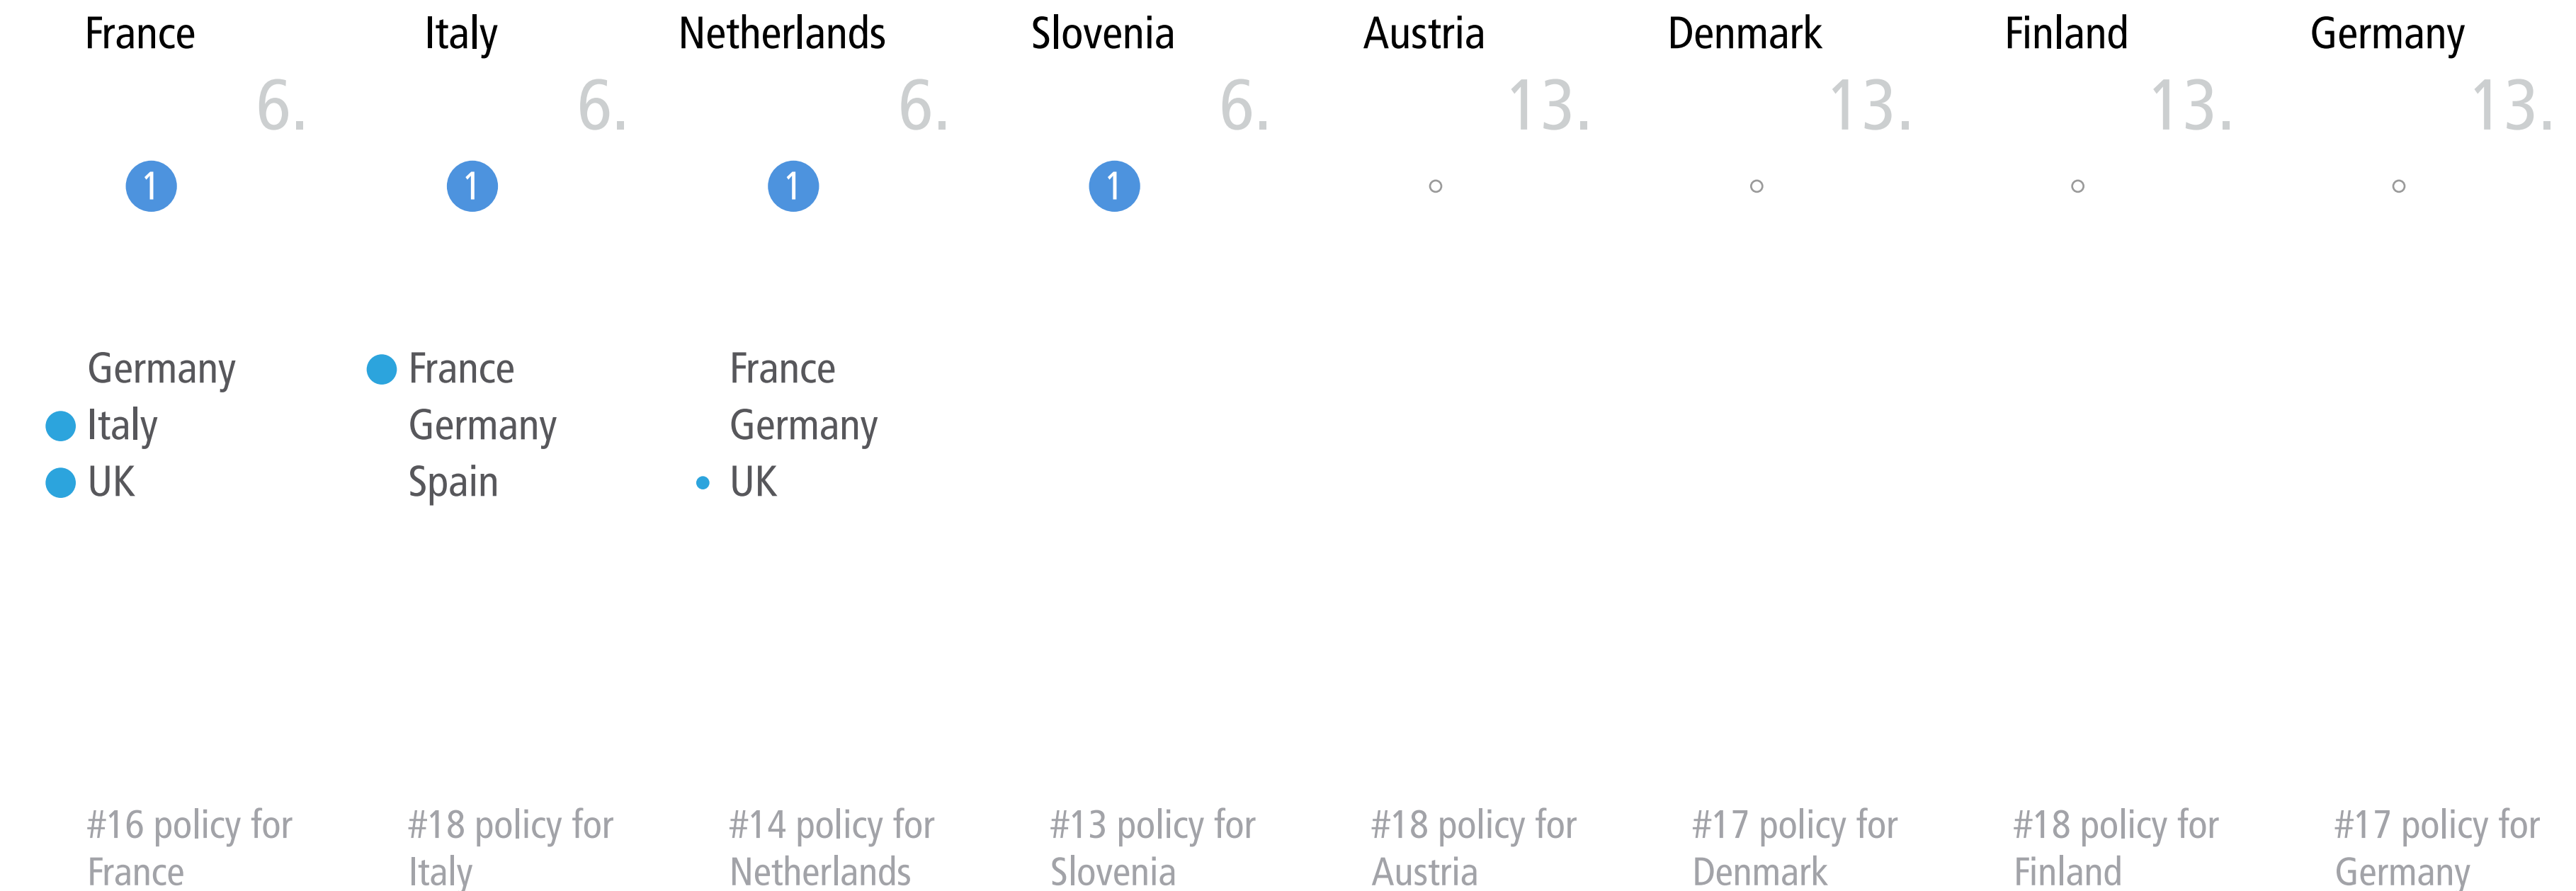 France Italy Netherlands Slovenia Austria Denmark Finland Germany
6. 6. 6. 6. 13. 13. 13. 13.
1 1 1 1
Germany France France
Italy Germany Germany
UK Spain UK
#16 policy for #18 policy for #14 policy for #13 policy for #18 policy for #17 policy for #18 policy for #17 policy for
France Italy Netherlands Slovenia Austria Denmark Finland Germany